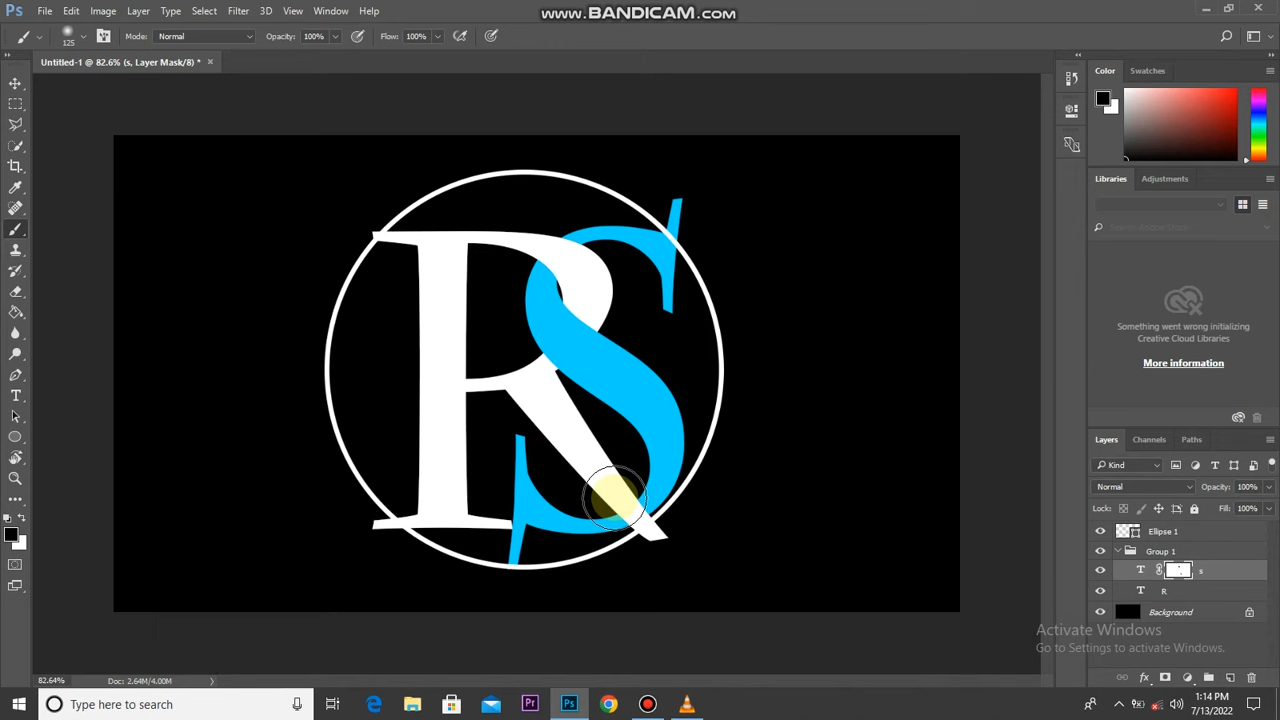 Ps File Edit Image Layer Type Select Filter 3D View Window Help
www.BANDICAM.com
125 Mode: Normal Opacity: 100% Flow: 100%
Untitled-1 @ 82.6% (s, Layer Mask/8) *
Color Swatches
Libraries Adjustments
Something went wrong initializing
Creative Cloud Libraries
More information
RS
Layers Channels Paths
Kind
Normal Opacity: 100%
Lock: Fill: 100%
Ellipse 1
Group 1
s
R
Background
Activate Windows
Go to Settings to activate Windows.
82.64% Doc: 2.64M/4.00M
Type here to search
Pr
Ps
1:14 PM
7/13/2022